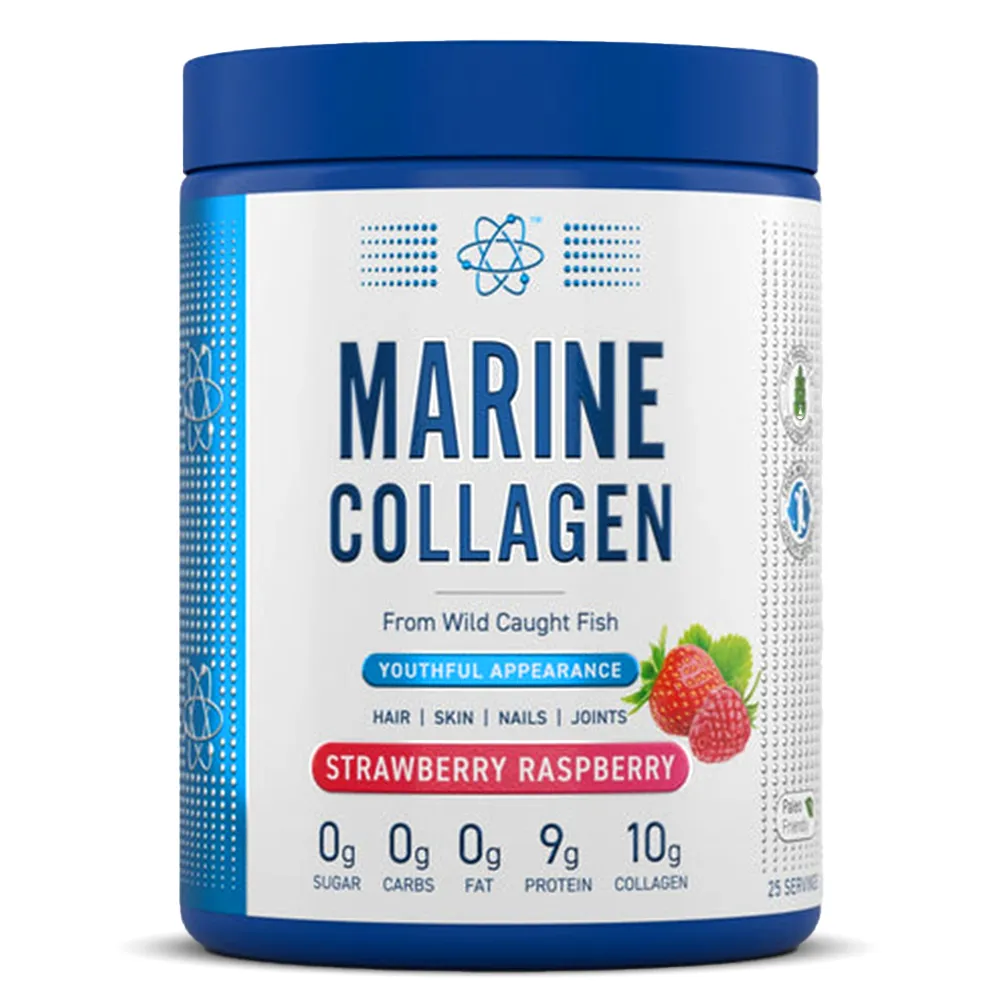 TM
MARINE
COLLAGEN
From Wild Caught Fish
YOUTHFUL APPEARANCE
HAIR | SKIN | NAILS | JOINTS
STRAWBERRY RASPBERRY
0g 0g 0g 9g 10g
SUGAR CARBS FAT PROTEIN COLLAGEN
Paleo
Friendly
25 SERVINGS